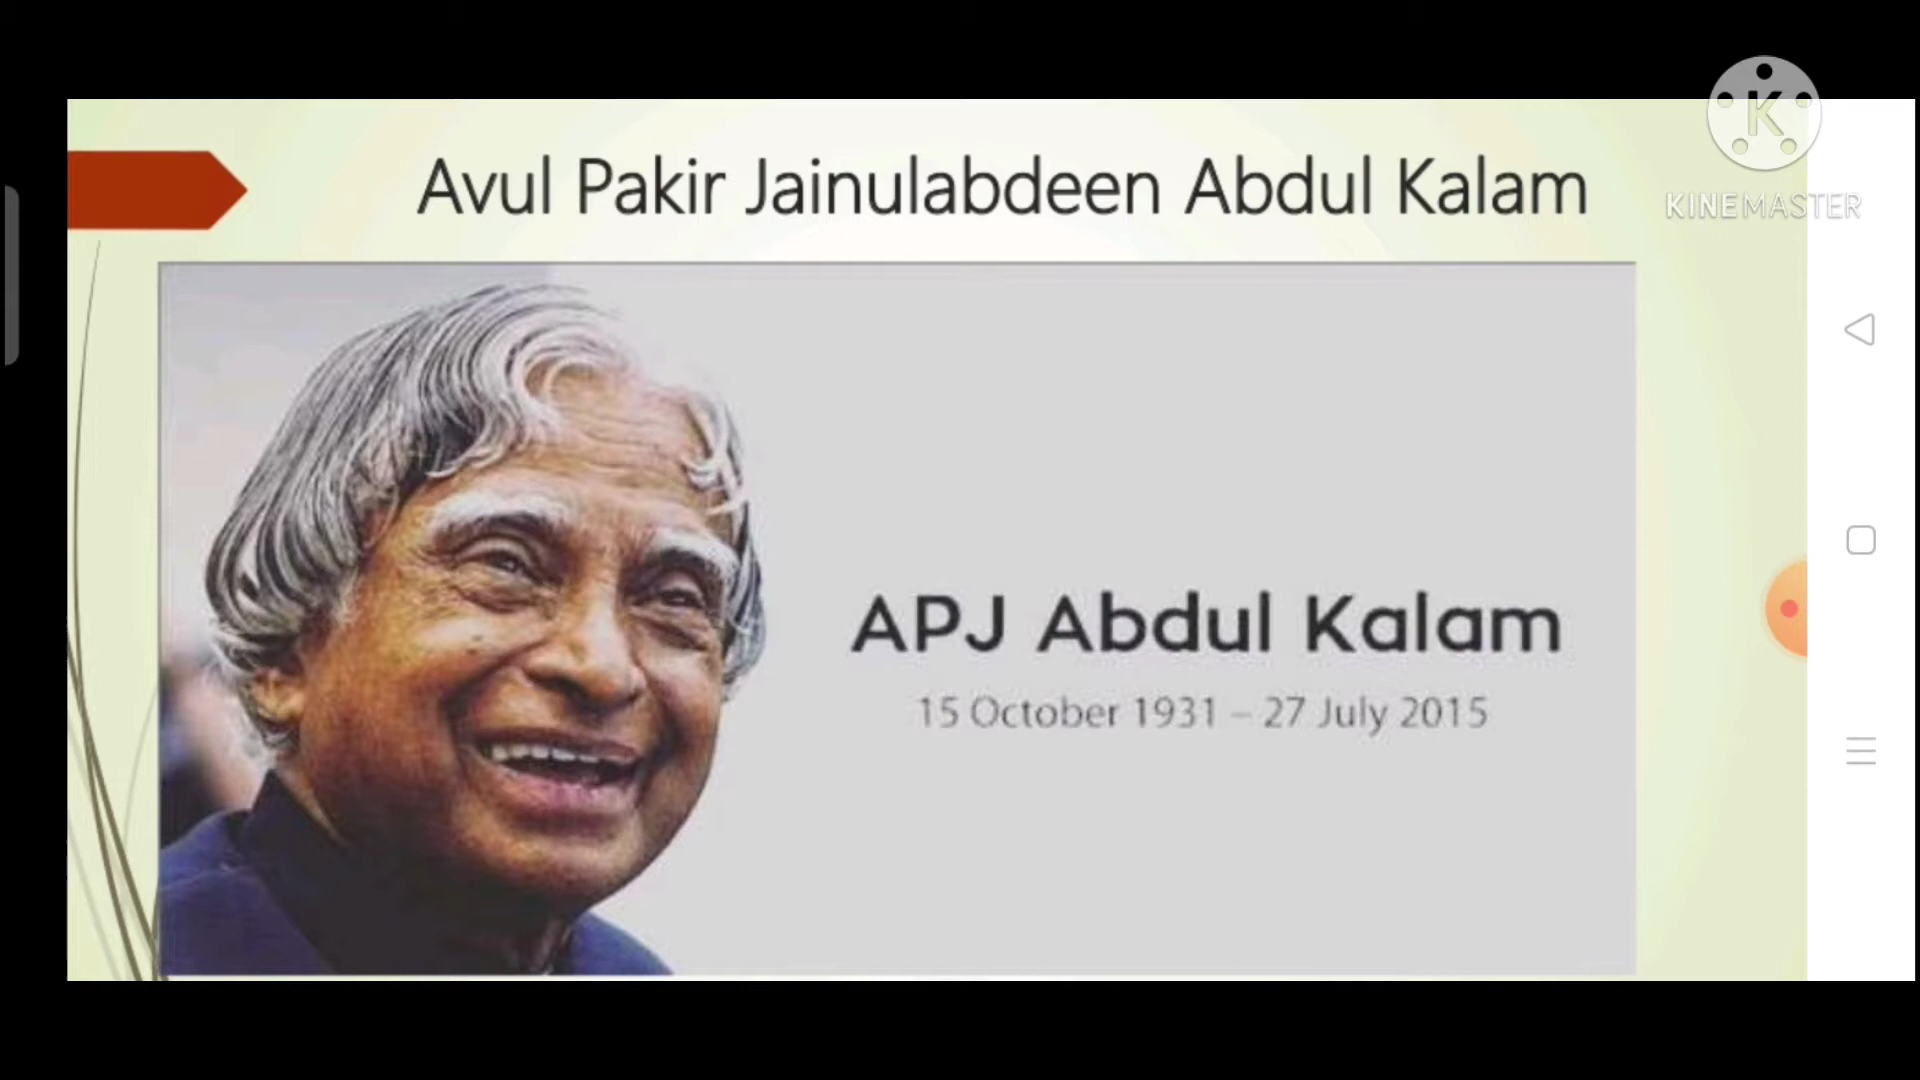 Avul Pakir Jainulabdeen Abdul Kalam
K
KINEMASTER
APJ Abdul Kalam
15 October 1931 – 27 July 2015